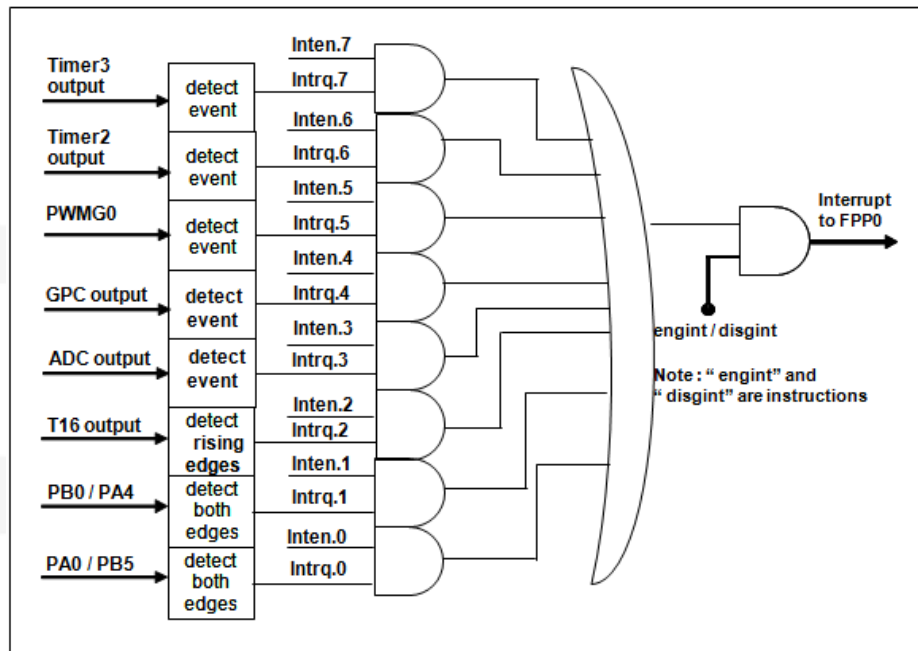 Timer3
output
detect
event
Inten.7
Intrq.7
Timer2
output
detect
event
Inten.6
Intrq.6
PWMG0
detect
event
Inten.5
Intrq.5
GPC output
detect
event
Inten.4
Intrq.4
ADC output
detect
event
Inten.3
Intrq.3
T16 output
detect
rising
edges
Inten.2
Intrq.2
PB0 / PA4
detect
both
edges
Inten.1
Intrq.1
PA0 / PB5
detect
both
edges
Inten.0
Intrq.0
Interrupt
to FPP0
engint / disgint
Note : “ engint” and
“ disgint” are instructions